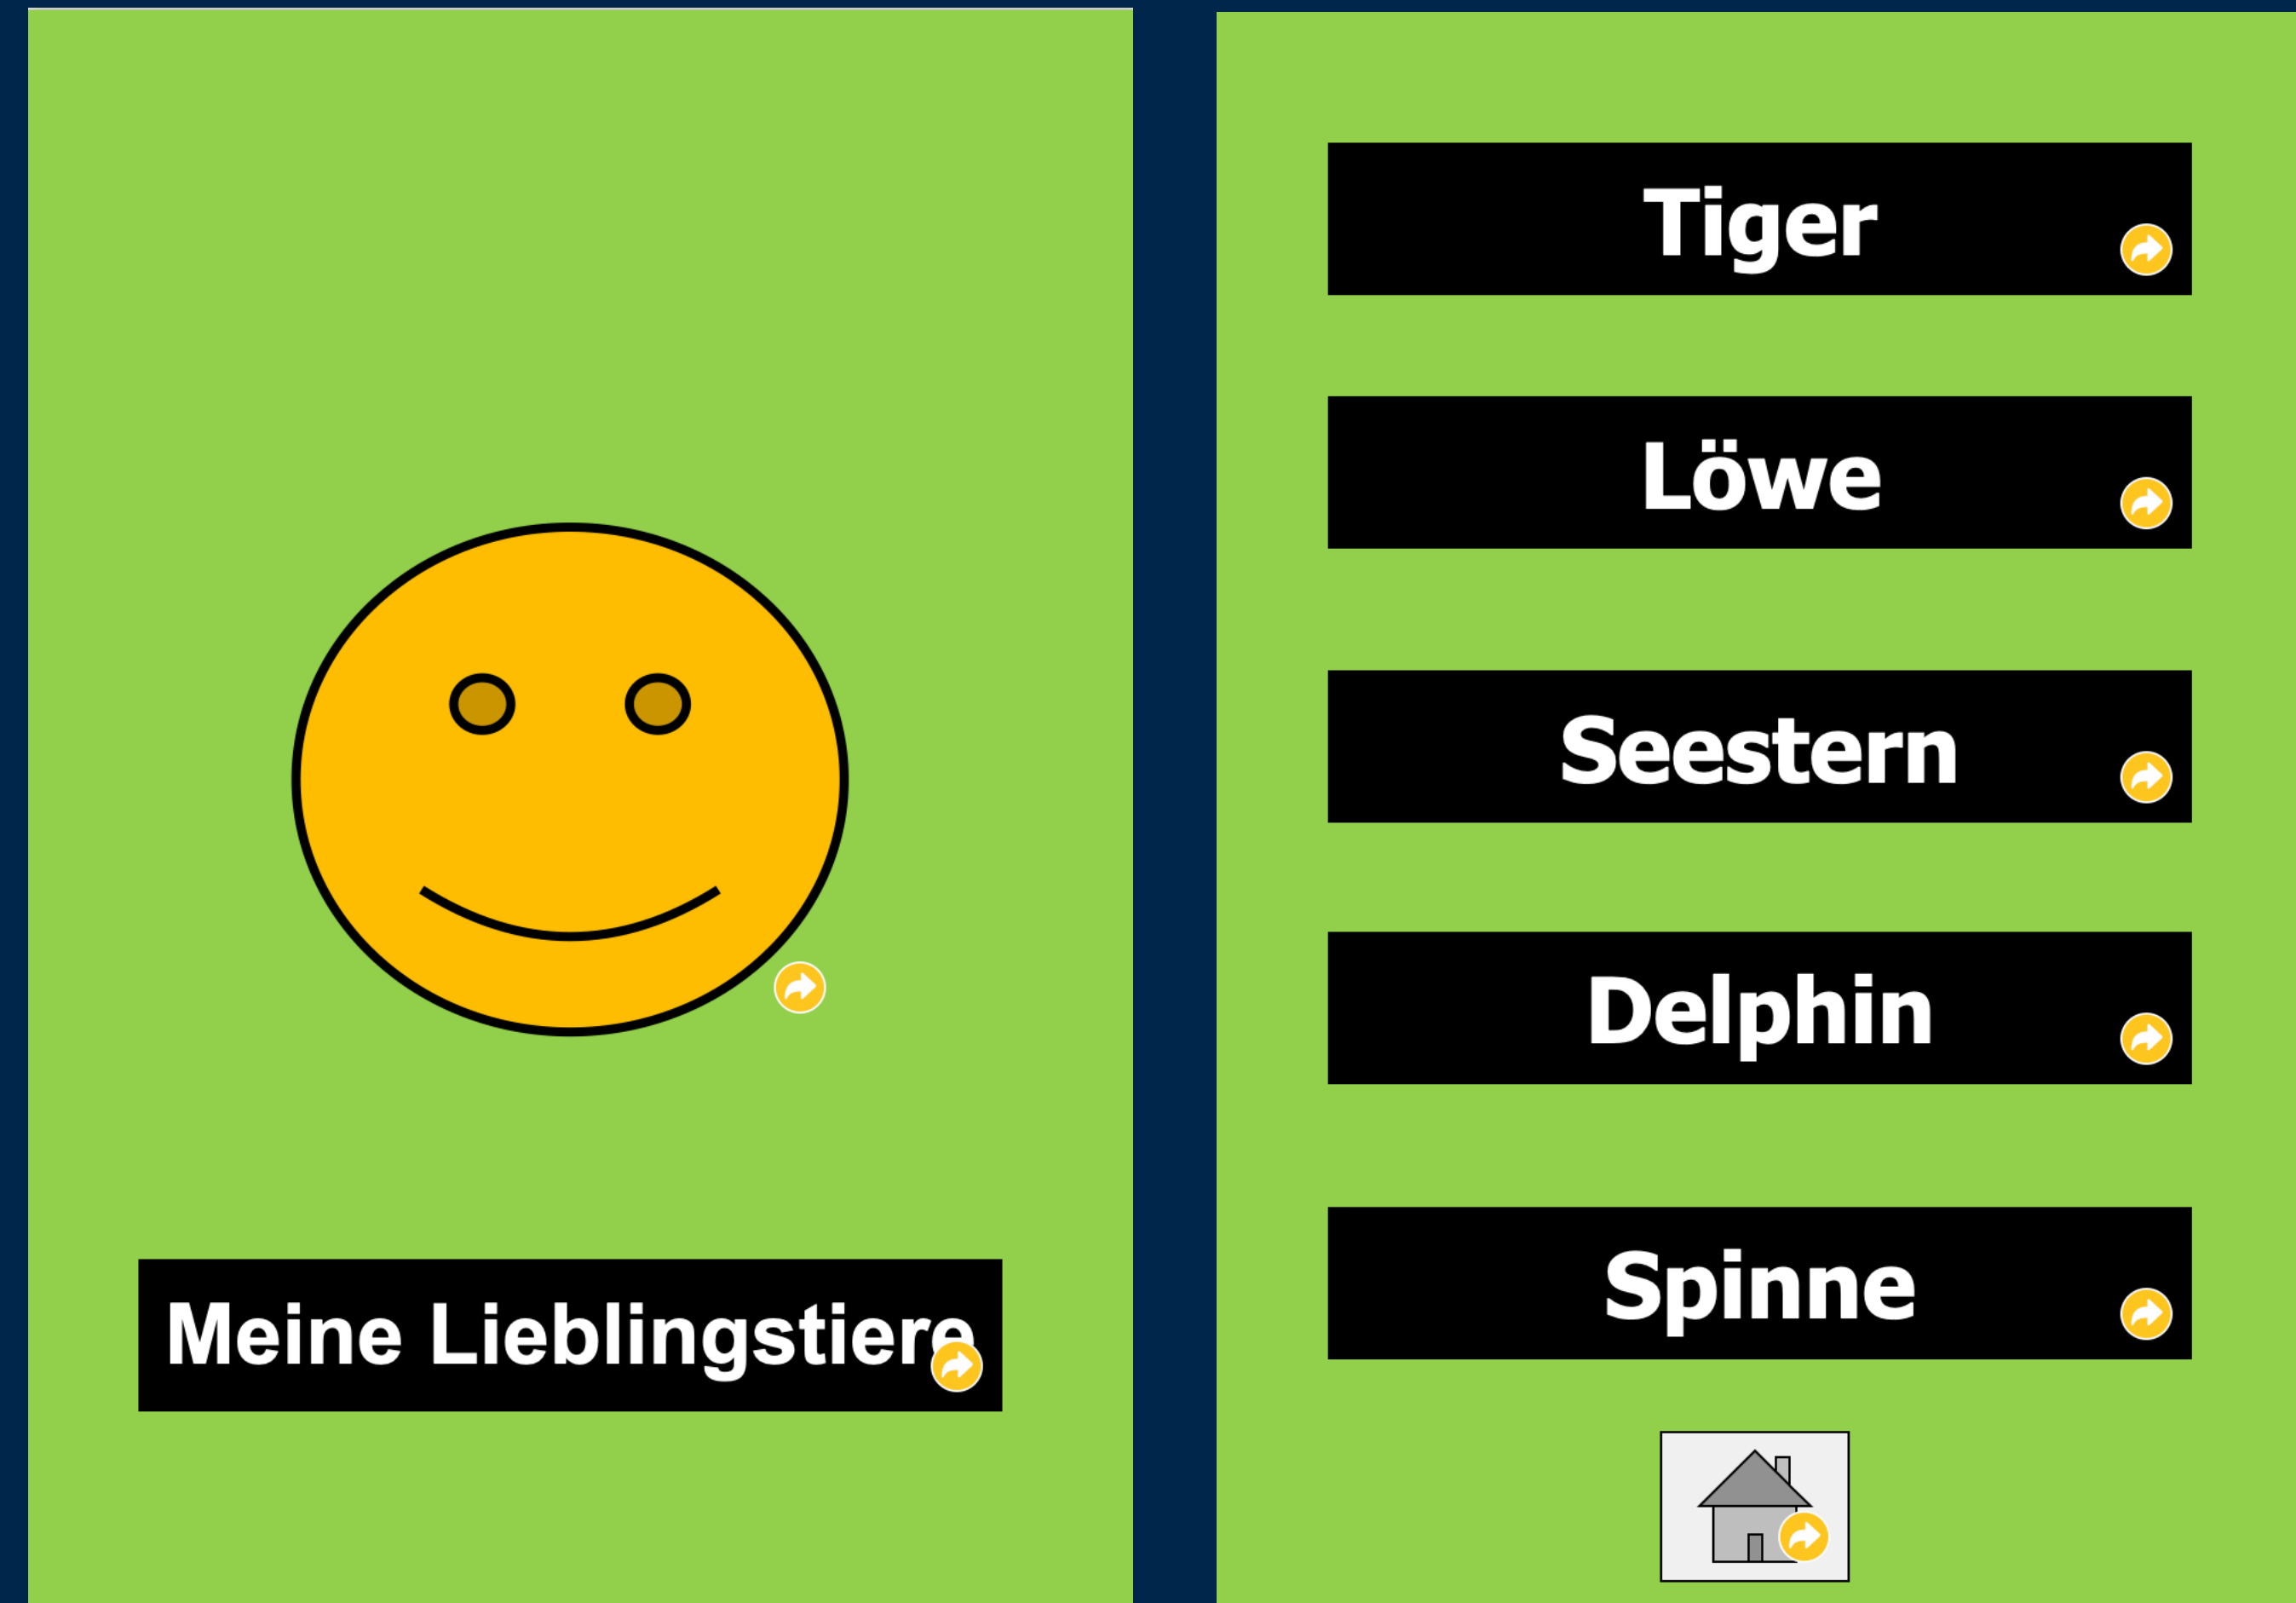 Meine Lieblingstiere
Tiger
Löwe
Seestern
Delphin
Spinne